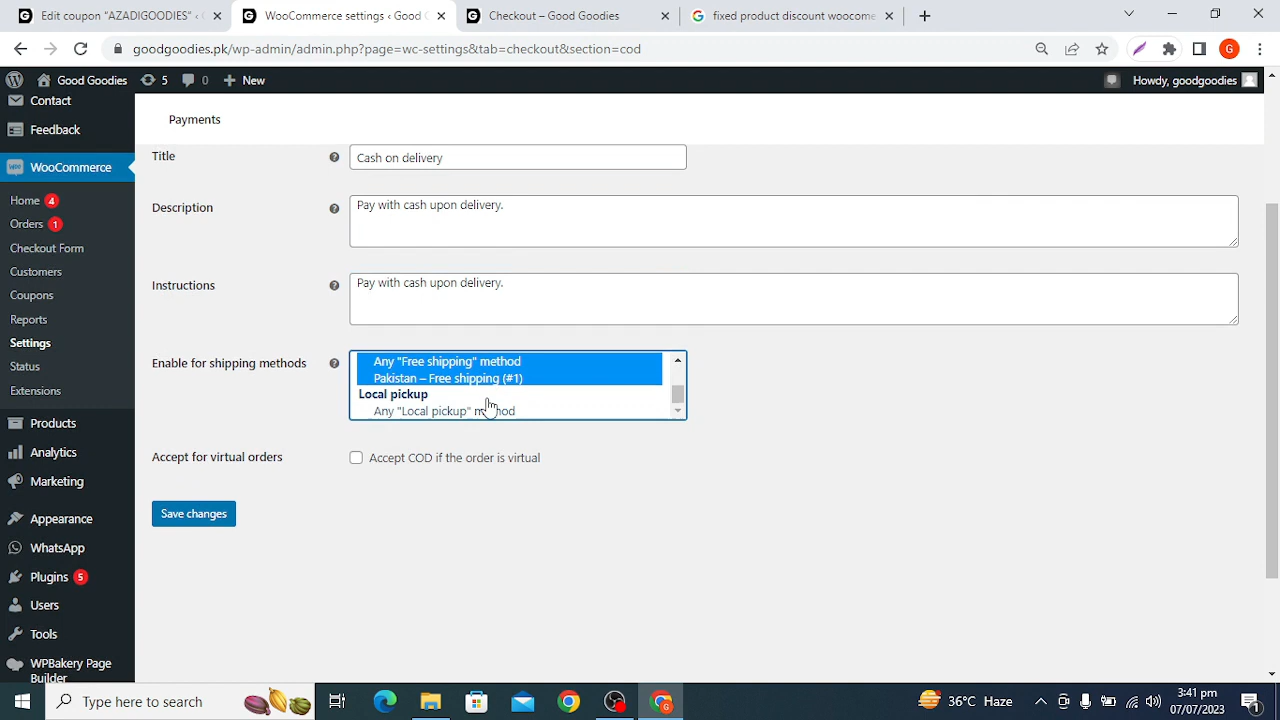 Edit coupon "AZADIGOODIES" ‹ G
WooCommerce settings ‹ Good G
Checkout – Good Goodies
fixed product discount woocome
goodgoodies.pk/wp-admin/admin.php?page=wc-settings&tab=checkout&section=cod
G
Good Goodies
5
0
New
Howdy, goodgoodies
Contact
Feedback
WooCommerce
Home 4
Orders 1
Checkout Form
Customers
Coupons
Reports
Settings
Status
Extensions
Products
Analytics
Marketing
Appearance
WhatsApp
Plugins 5
Users
Tools
WPBakery Page
Builder
Payments
Title
Cash on delivery
Description
Pay with cash upon delivery.
Instructions
Pay with cash upon delivery.
Enable for shipping methods
Any "Free shipping" method
Pakistan – Free shipping (#1)
Local pickup
Any "Local pickup" method
Accept for virtual orders
Accept COD if the order is virtual
Save changes
Type here to search
36°C Haze
3:41 pm
07/07/2023
1